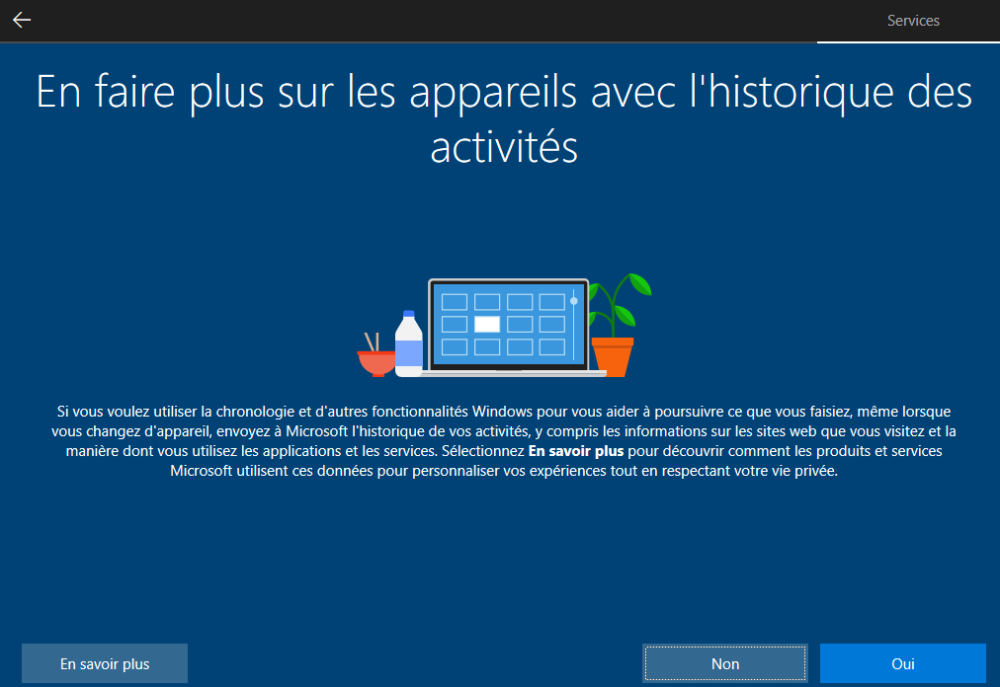 Services
En faire plus sur les appareils avec l'historique des
activités
Si vous voulez utiliser la chronologie et d'autres fonctionnalités Windows pour vous aider à poursuivre ce que vous faisiez, même lorsque
vous changez d'appareil, envoyez à Microsoft l'historique de vos activités, y compris les informations sur les sites web que vous visitez et la
manière dont vous utilisez les applications et les services. Sélectionnez En savoir plus pour découvrir comment les produits et services
Microsoft utilisent ces données pour personnaliser vos expériences tout en respectant votre vie privée.
En savoir plus
Non
Oui